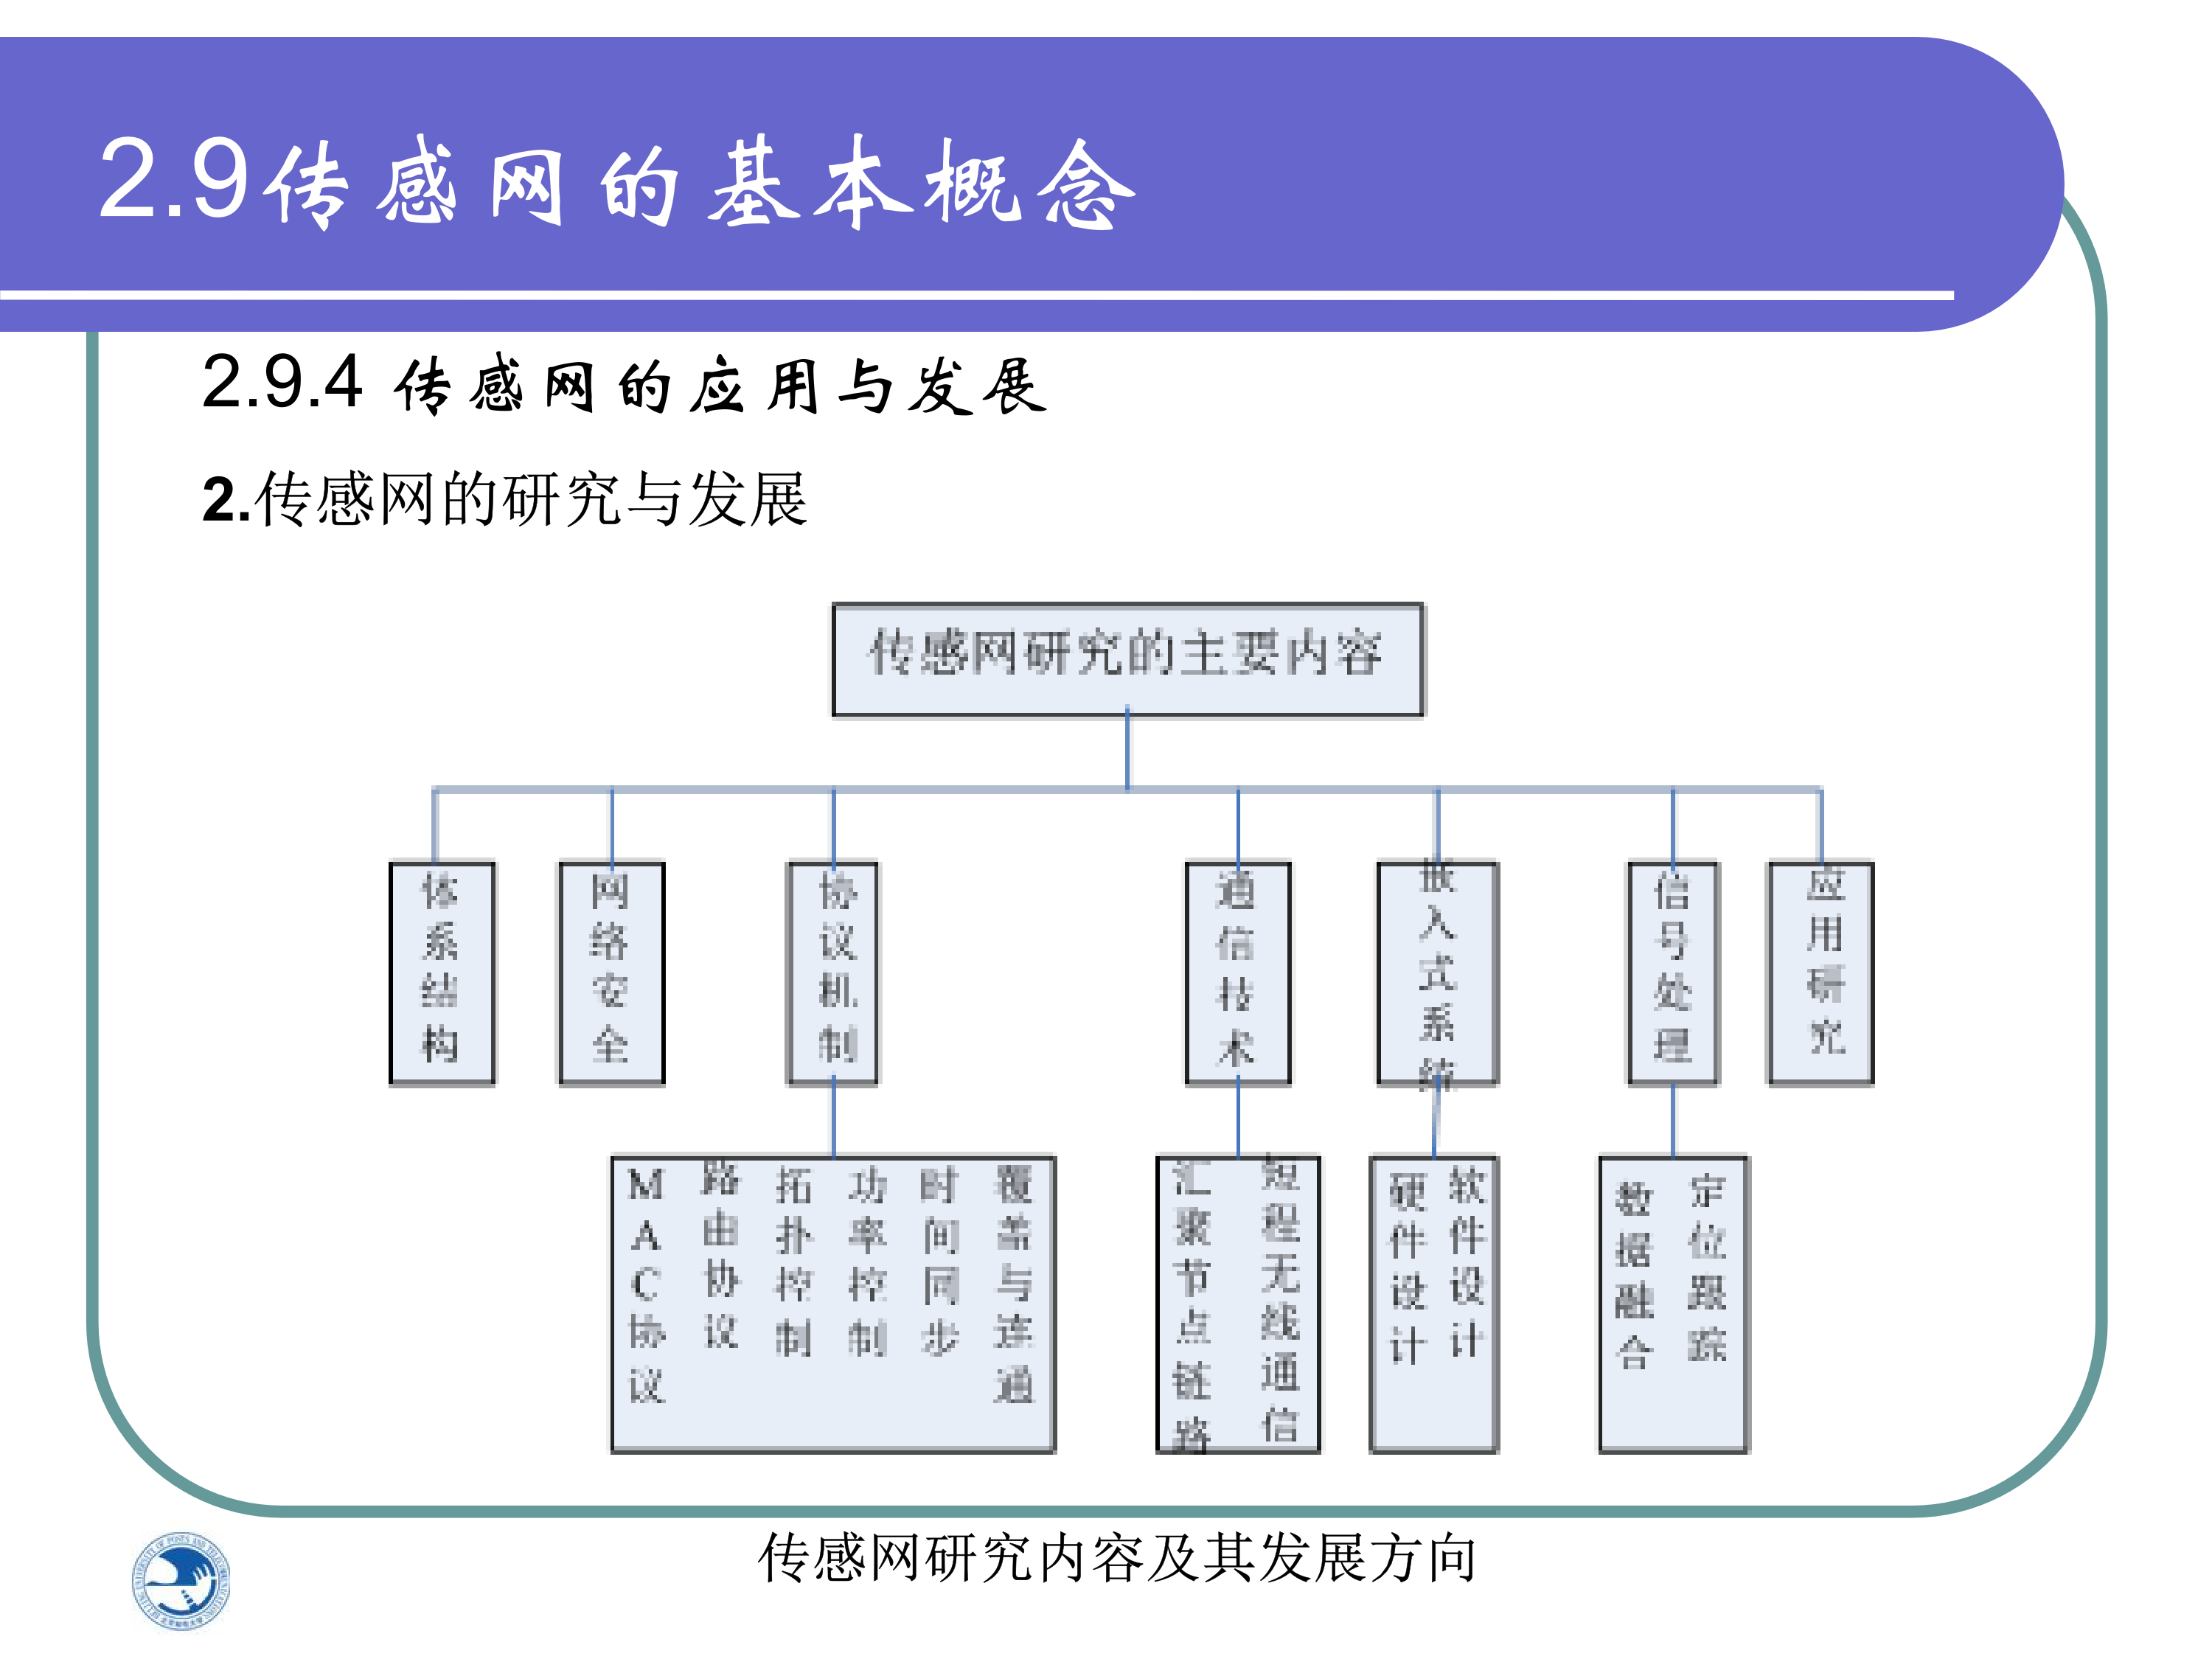 2.9传感网的基本概念
2.9.4 传感网的应用与发展
2.传感网的研究与发展
传感网研究的主要内容
体系结构
网络安全
协议机制
通信技术
嵌入式系统
信号处理
应用研究
MAC协议
路由协议
拓扑控制
功率控制
时间同步
覆盖与连通
汇聚节点链路
短程无线通信
硬件设计
软件设计
数据融合
定位跟踪
传感网研究内容及其发展方向